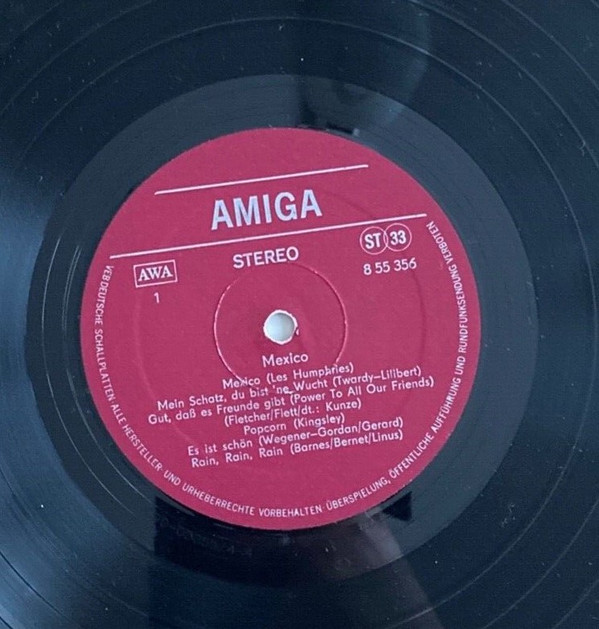 AMIGA
STEREO
ST 33
AWA
8 55 356
1
Mexico
Mexico (Les Humphries)
Mein Schatz, du bist 'ne Wucht (Twardy—Lilibert)
Gut, daß es Freunde gibt (Power To All Our Friends)
(Fletcher/Flett/dt.: Kunze)
Popcorn (Kingsley)
Es ist schön (Wegener—Gordan/Gerard)
Rain, Rain, Rain (Barnes/Bernet/Linus)
VEB DEUTSCHE SCHALLPLATTEN · ALLE HERSTELLER- UND URHEBERRECHTE VORBEHALTEN · ÜBERSPIELUNG, ÖFFENTLICHE AUFFÜHRUNG UND RUNDFUNKSENDUNG VERBOTEN